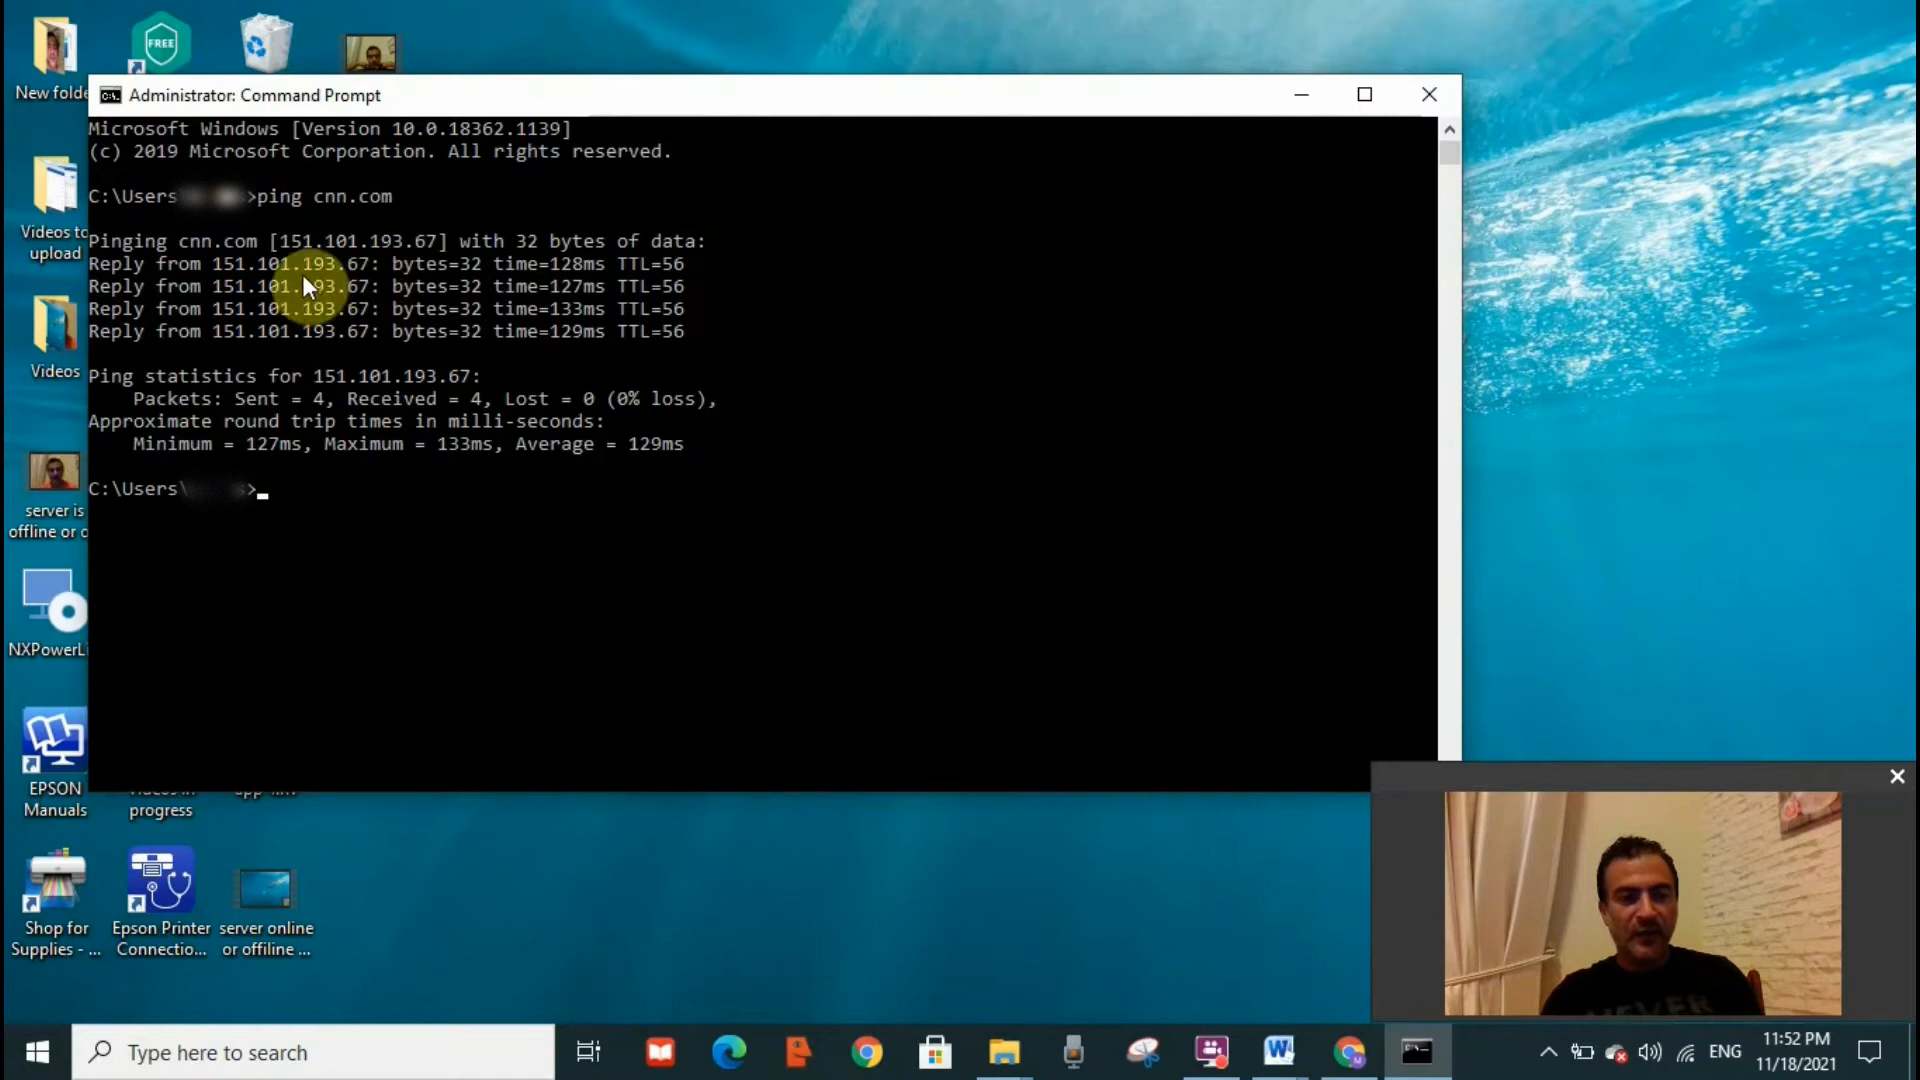 FREE
New folde
Administrator: Command Prompt
Microsoft Windows [Version 10.0.18362.1139]
(c) 2019 Microsoft Corporation. All rights reserved.
C:\Users >ping cnn.com
Pinging cnn.com [151.101.193.67] with 32 bytes of data:
Reply from 151.101.193.67: bytes=32 time=128ms TTL=56
Reply from 151.101.193.67: bytes=32 time=127ms TTL=56
Reply from 151.101.193.67: bytes=32 time=133ms TTL=56
Reply from 151.101.193.67: bytes=32 time=129ms TTL=56
Ping statistics for 151.101.193.67:
Packets: Sent = 4, Received = 4, Lost = 0 (0% loss),
Approximate round trip times in milli-seconds:
Minimum = 127ms, Maximum = 133ms, Average = 129ms
C:\Users\ s>
Videos to
upload
Videos
server is
offline or o
NXPowerLi
EPSON
Manuals
progress
Shop for
Supplies - ...
Epson Printer
Connectio...
server online
or offiline ...
Type here to search
ENG
11:52 PM
11/18/2021